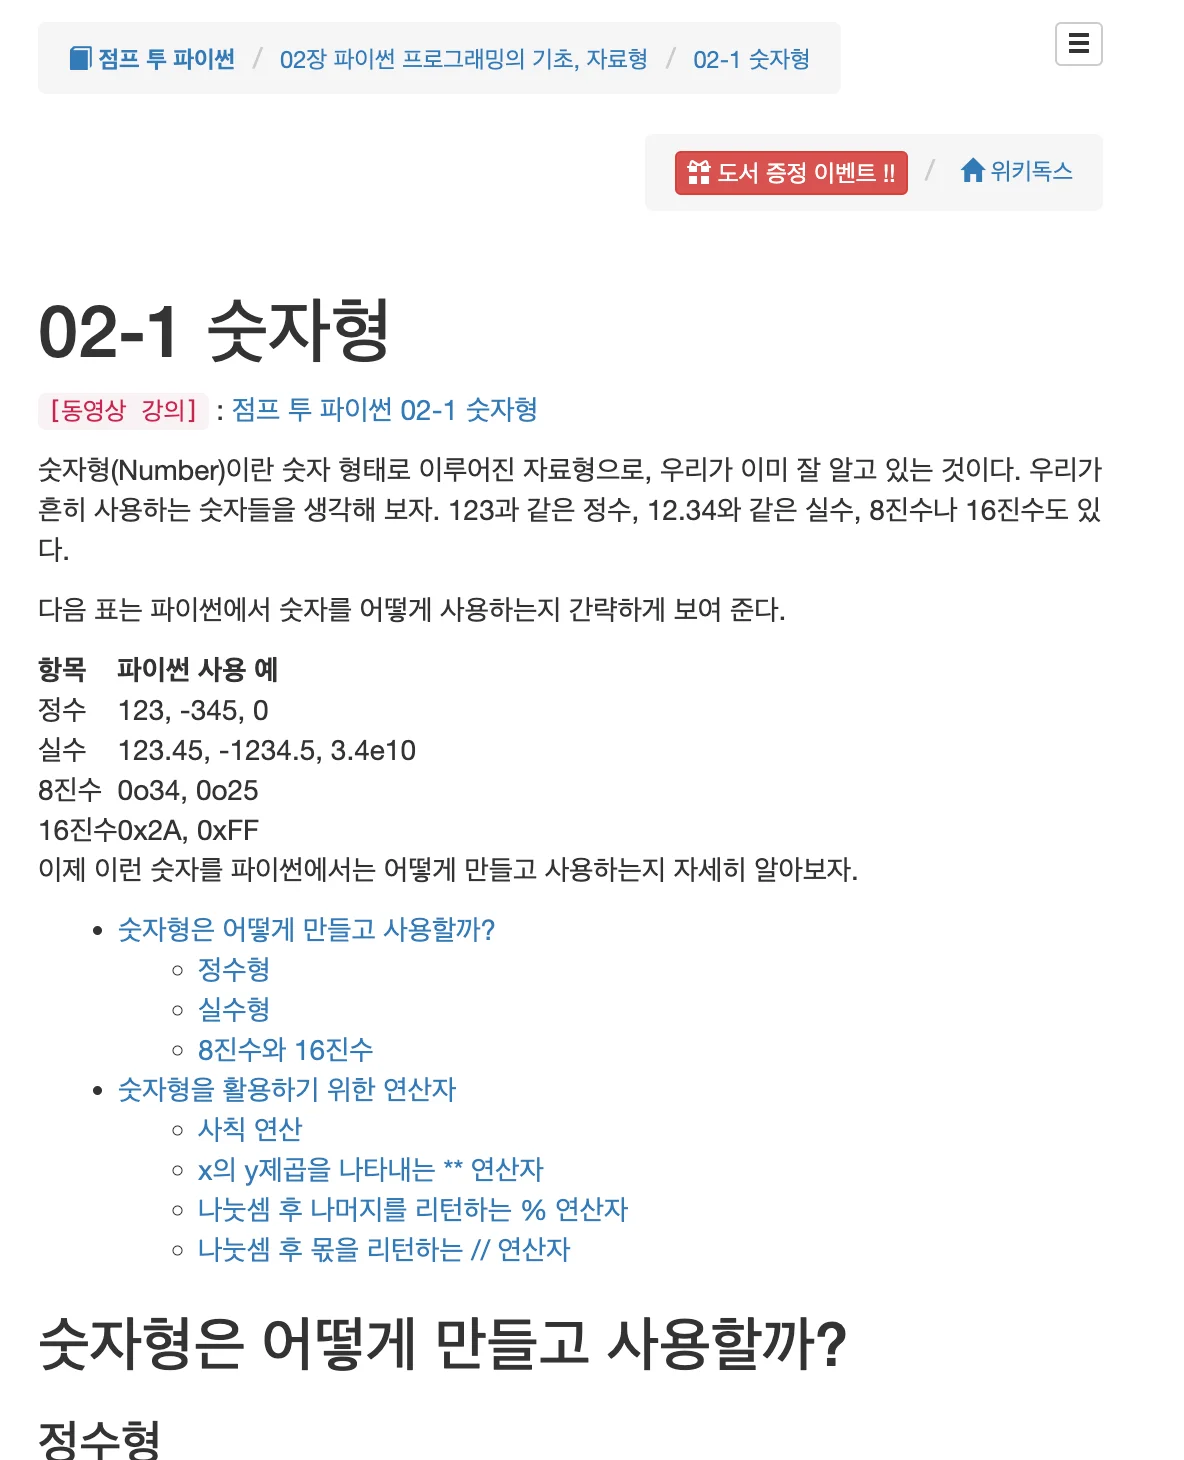 점프 투 파이썬 / 02장 파이썬 프로그래밍의 기초, 자료형 / 02-1 숫자형
도서 증정 이벤트 !! / 위키독스
02-1 숫자형
[동영상 강의] : 점프 투 파이썬 02-1 숫자형
숫자형(Number)이란 숫자 형태로 이루어진 자료형으로, 우리가 이미 잘 알고 있는 것이다. 우리가
흔히 사용하는 숫자들을 생각해 보자. 123과 같은 정수, 12.34와 같은 실수, 8진수나 16진수도 있
다.
다음 표는 파이썬에서 숫자를 어떻게 사용하는지 간략하게 보여 준다.
항목 파이썬 사용 예
정수 123, -345, 0
실수 123.45, -1234.5, 3.4e10
8진수 0o34, 0o25
16진수0x2A, 0xFF
이제 이런 숫자를 파이썬에서는 어떻게 만들고 사용하는지 자세히 알아보자.
• 숫자형은 어떻게 만들고 사용할까?
◦ 정수형
◦ 실수형
◦ 8진수와 16진수
• 숫자형을 활용하기 위한 연산자
◦ 사칙 연산
◦ x의 y제곱을 나타내는 ** 연산자
◦ 나눗셈 후 나머지를 리턴하는 % 연산자
◦ 나눗셈 후 몫을 리턴하는 // 연산자
숫자형은 어떻게 만들고 사용할까?
정수형